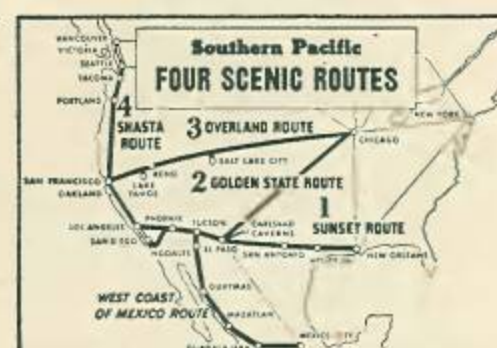 Southern Pacific
FOUR SCENIC ROUTES
VANCOUVER
VICTORIA
SEATTLE
TACOMA
PORTLAND
4
SHASTA
ROUTE
3 OVERLAND ROUTE
NEW YORK
CHICAGO
SALT LAKE CITY
RENO
LAKE
TAHOE
SAN FRANCISCO
OAKLAND
2 GOLDEN STATE ROUTE
1
SUNSET ROUTE
LOS ANGELES
SAN DIEGO
PHOENIX
TUCSON
CARLSBAD
CAVERNS
NOGALES
EL PASO
SAN ANTONIO
NEW ORLEANS
GUAYMAS
WEST COAST
OF MEXICO ROUTE
MAZATLAN
MEXICO CITY